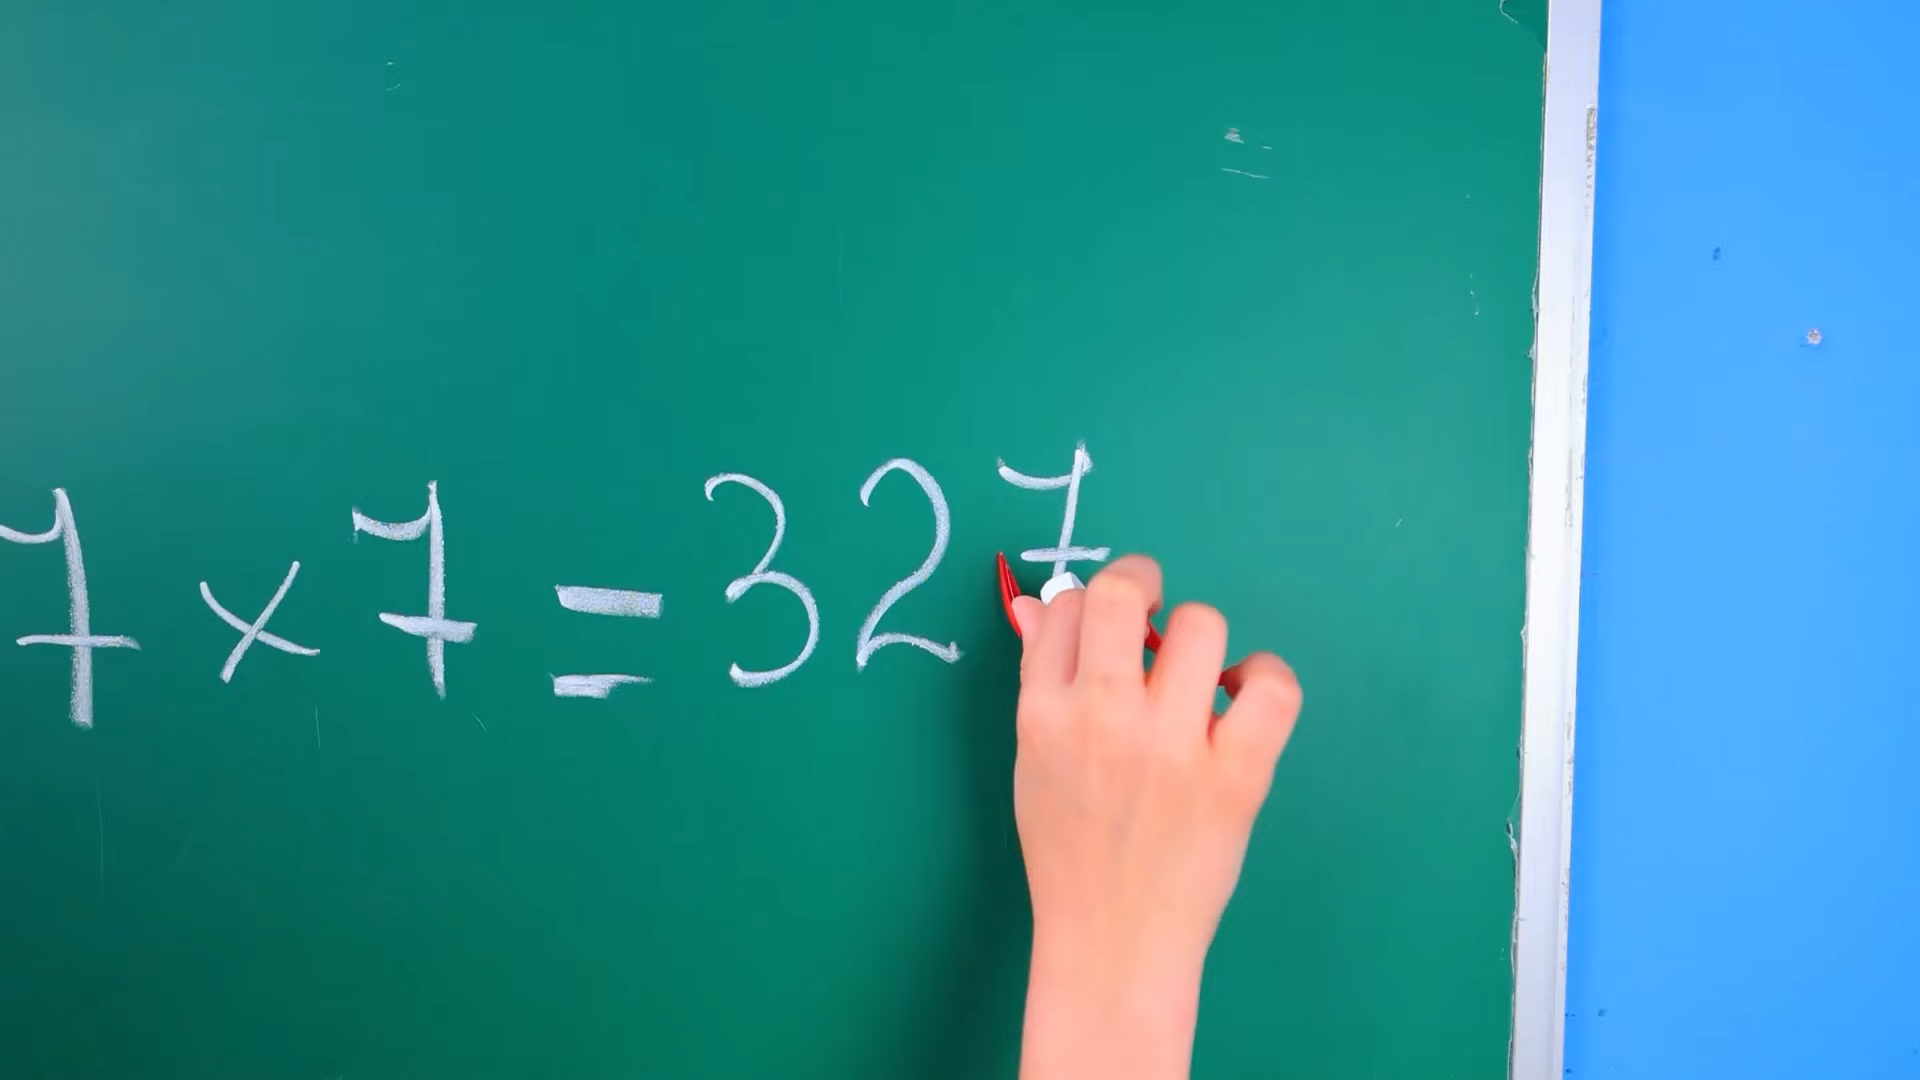 7 × 7 = 327